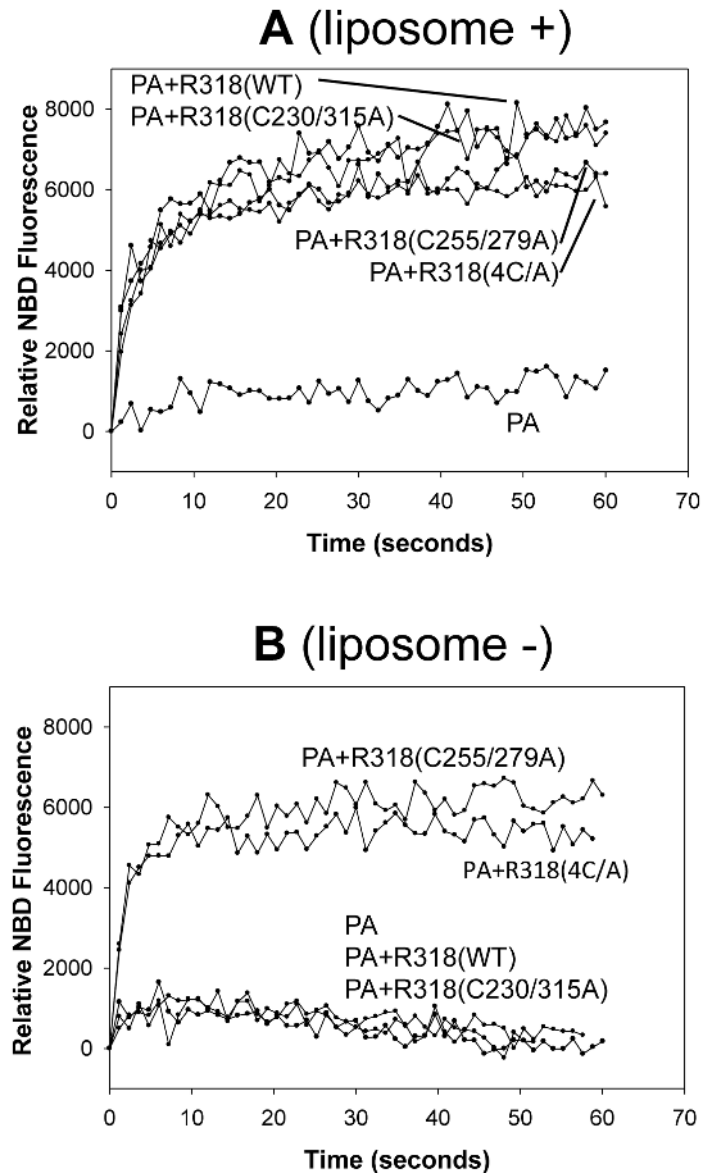 A (liposome +)
Relative NBD Fluorescence
8000
6000
4000
2000
0
PA+R318(WT)
PA+R318(C230/315A)
PA+R318(C255/279A)
PA+R318(4C/A)
PA
0 10 20 30 40 50 60 70
Time (seconds)
B (liposome -)
Relative NBD Fluorescence
8000
6000
4000
2000
0
PA+R318(C255/279A)
PA+R318(4C/A)
PA
PA+R318(WT)
PA+R318(C230/315A)
0 10 20 30 40 50 60 70
Time (seconds)